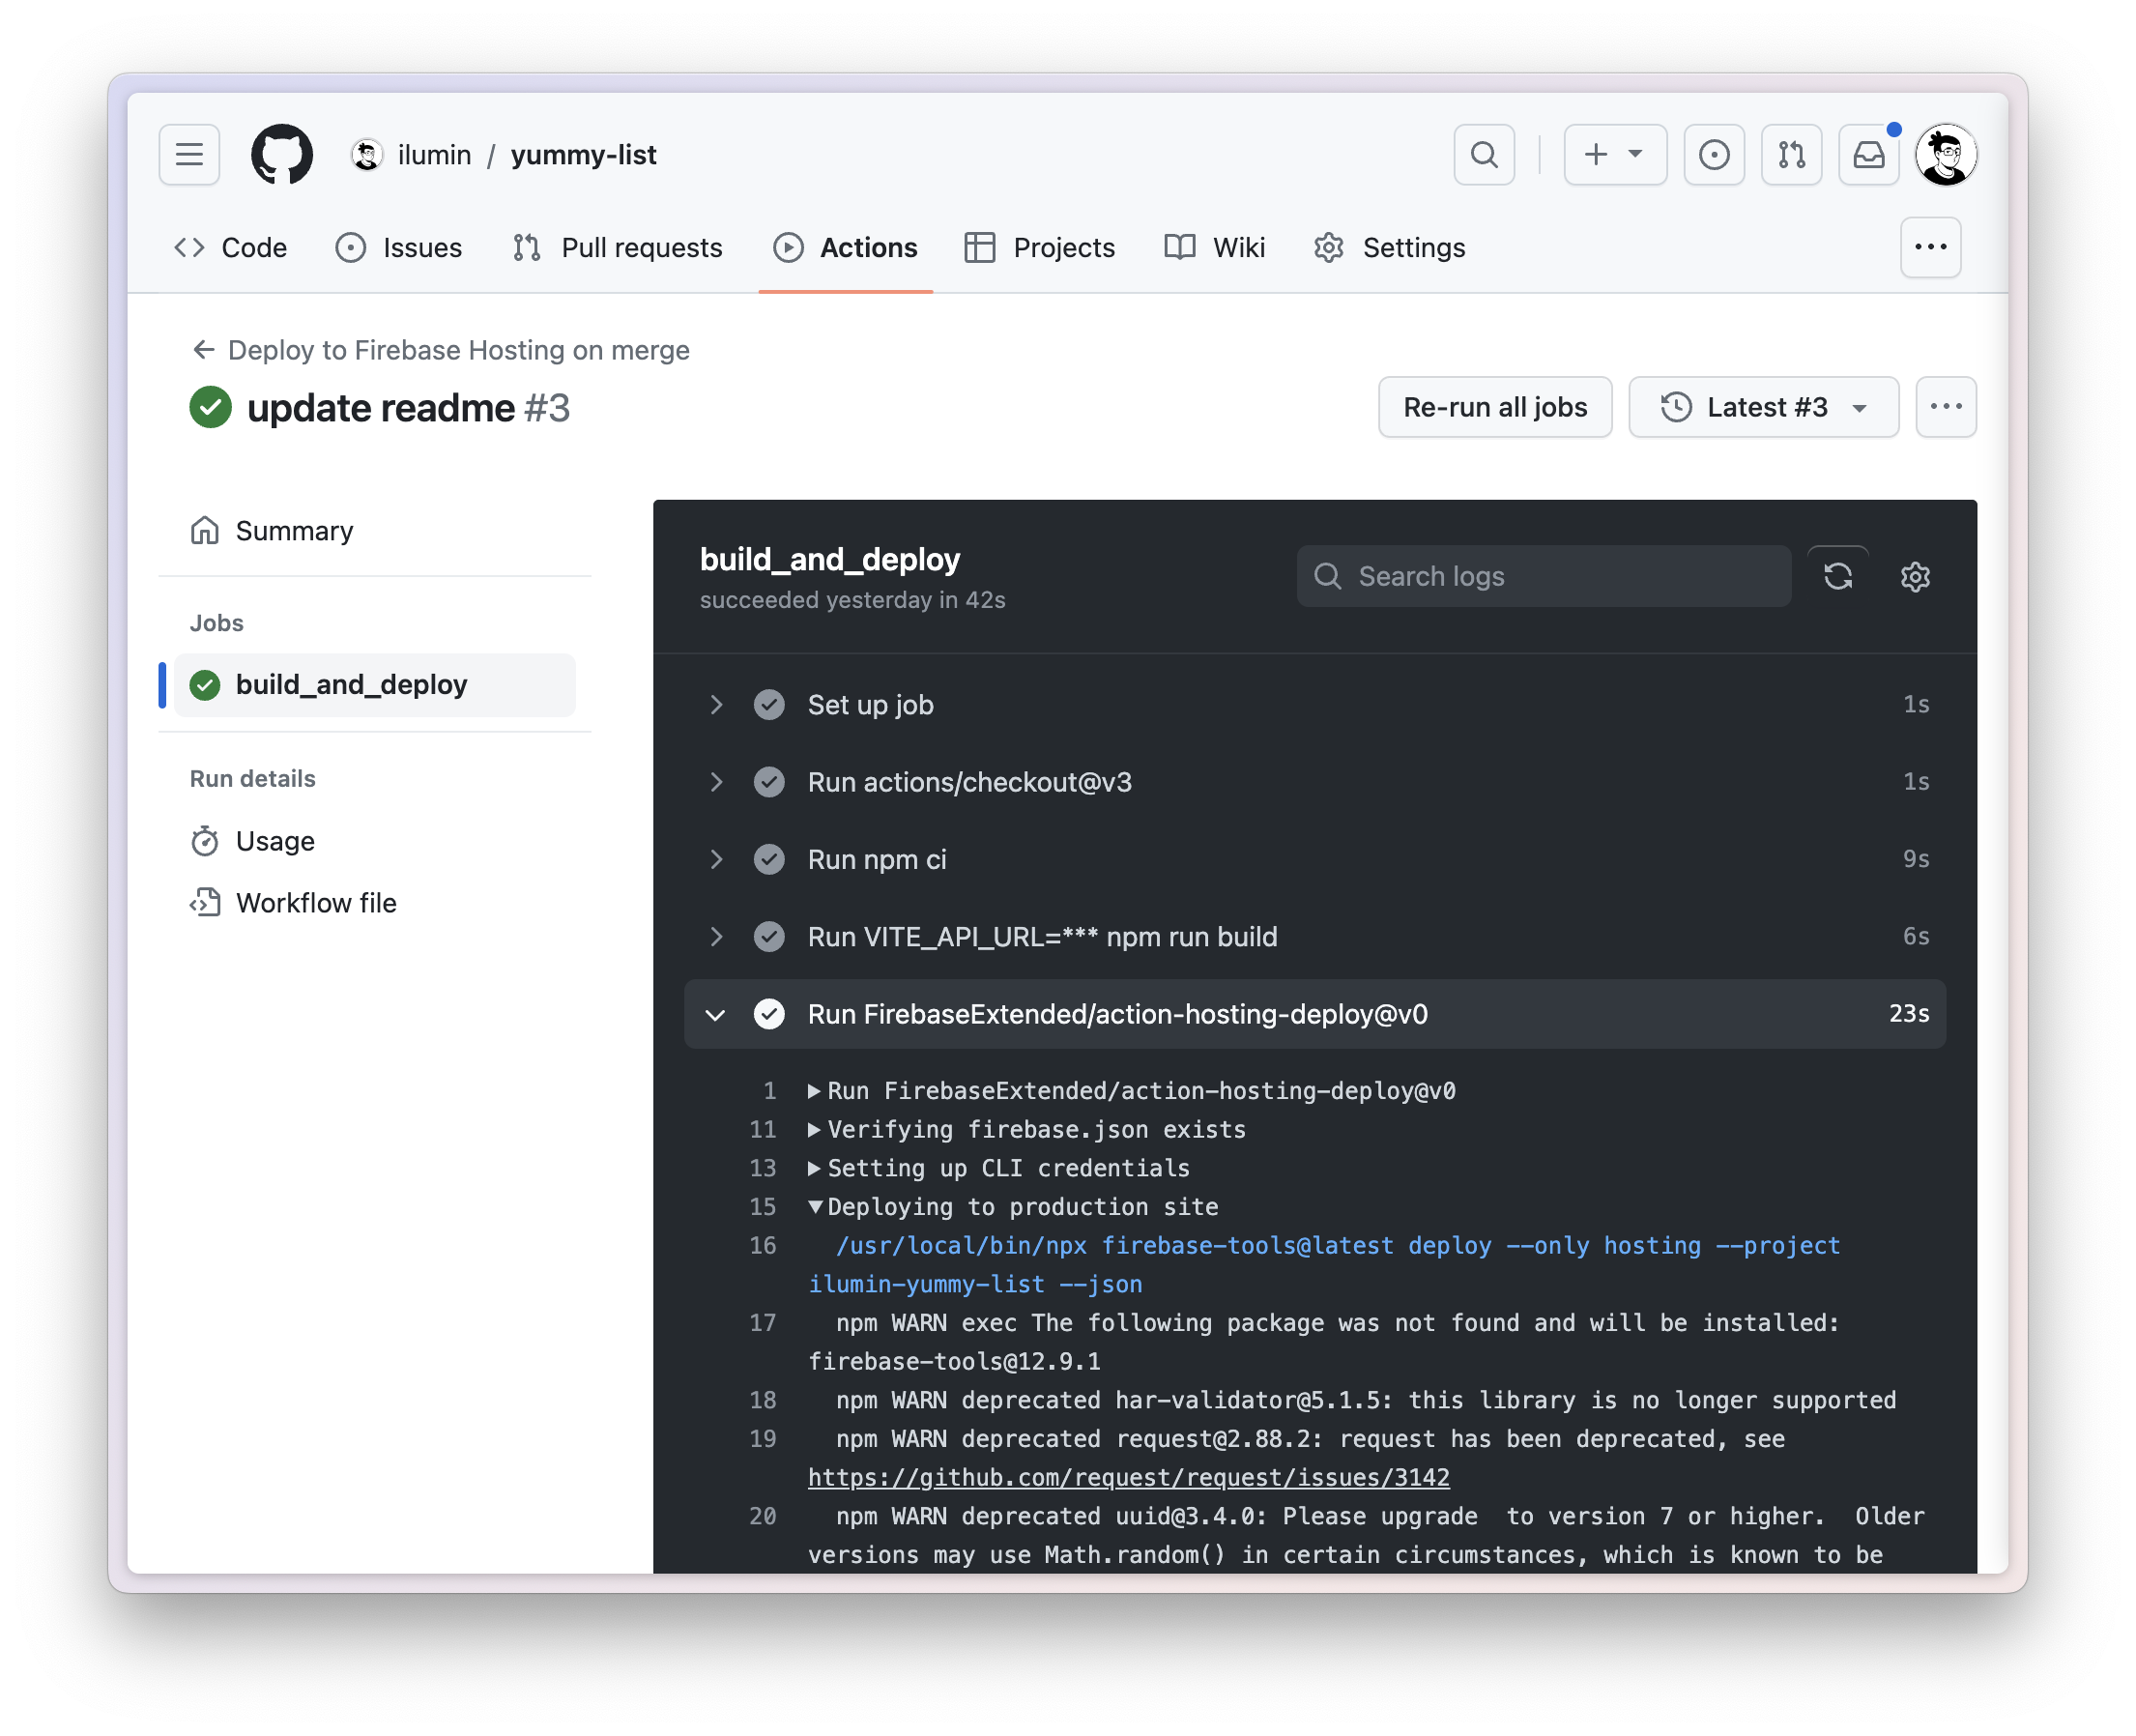 ilumin / yummy-list
Code Issues Pull requests Actions Projects Wiki Settings
Deploy to Firebase Hosting on merge
update readme #3
Re-run all jobs
Latest #3
Summary
Jobs
build_and_deploy
Run details
Usage
Workflow file
build_and_deploy
succeeded yesterday in 42s
Search logs
Set up job 1s
Run actions/checkout@v3 1s
Run npm ci 9s
Run VITE_API_URL=*** npm run build 6s
Run FirebaseExtended/action-hosting-deploy@v0 23s
1 Run FirebaseExtended/action-hosting-deploy@v0
11 Verifying firebase.json exists
13 Setting up CLI credentials
15 Deploying to production site
16 /usr/local/bin/npx firebase-tools@latest deploy --only hosting --project
ilumin-yummy-list --json
17 npm WARN exec The following package was not found and will be installed:
firebase-tools@12.9.1
18 npm WARN deprecated har-validator@5.1.5: this library is no longer supported
19 npm WARN deprecated request@2.88.2: request has been deprecated, see
https://github.com/request/request/issues/3142
20 npm WARN deprecated uuid@3.4.0: Please upgrade  to version 7 or higher.  Older
versions may use Math.random() in certain circumstances, which is known to be